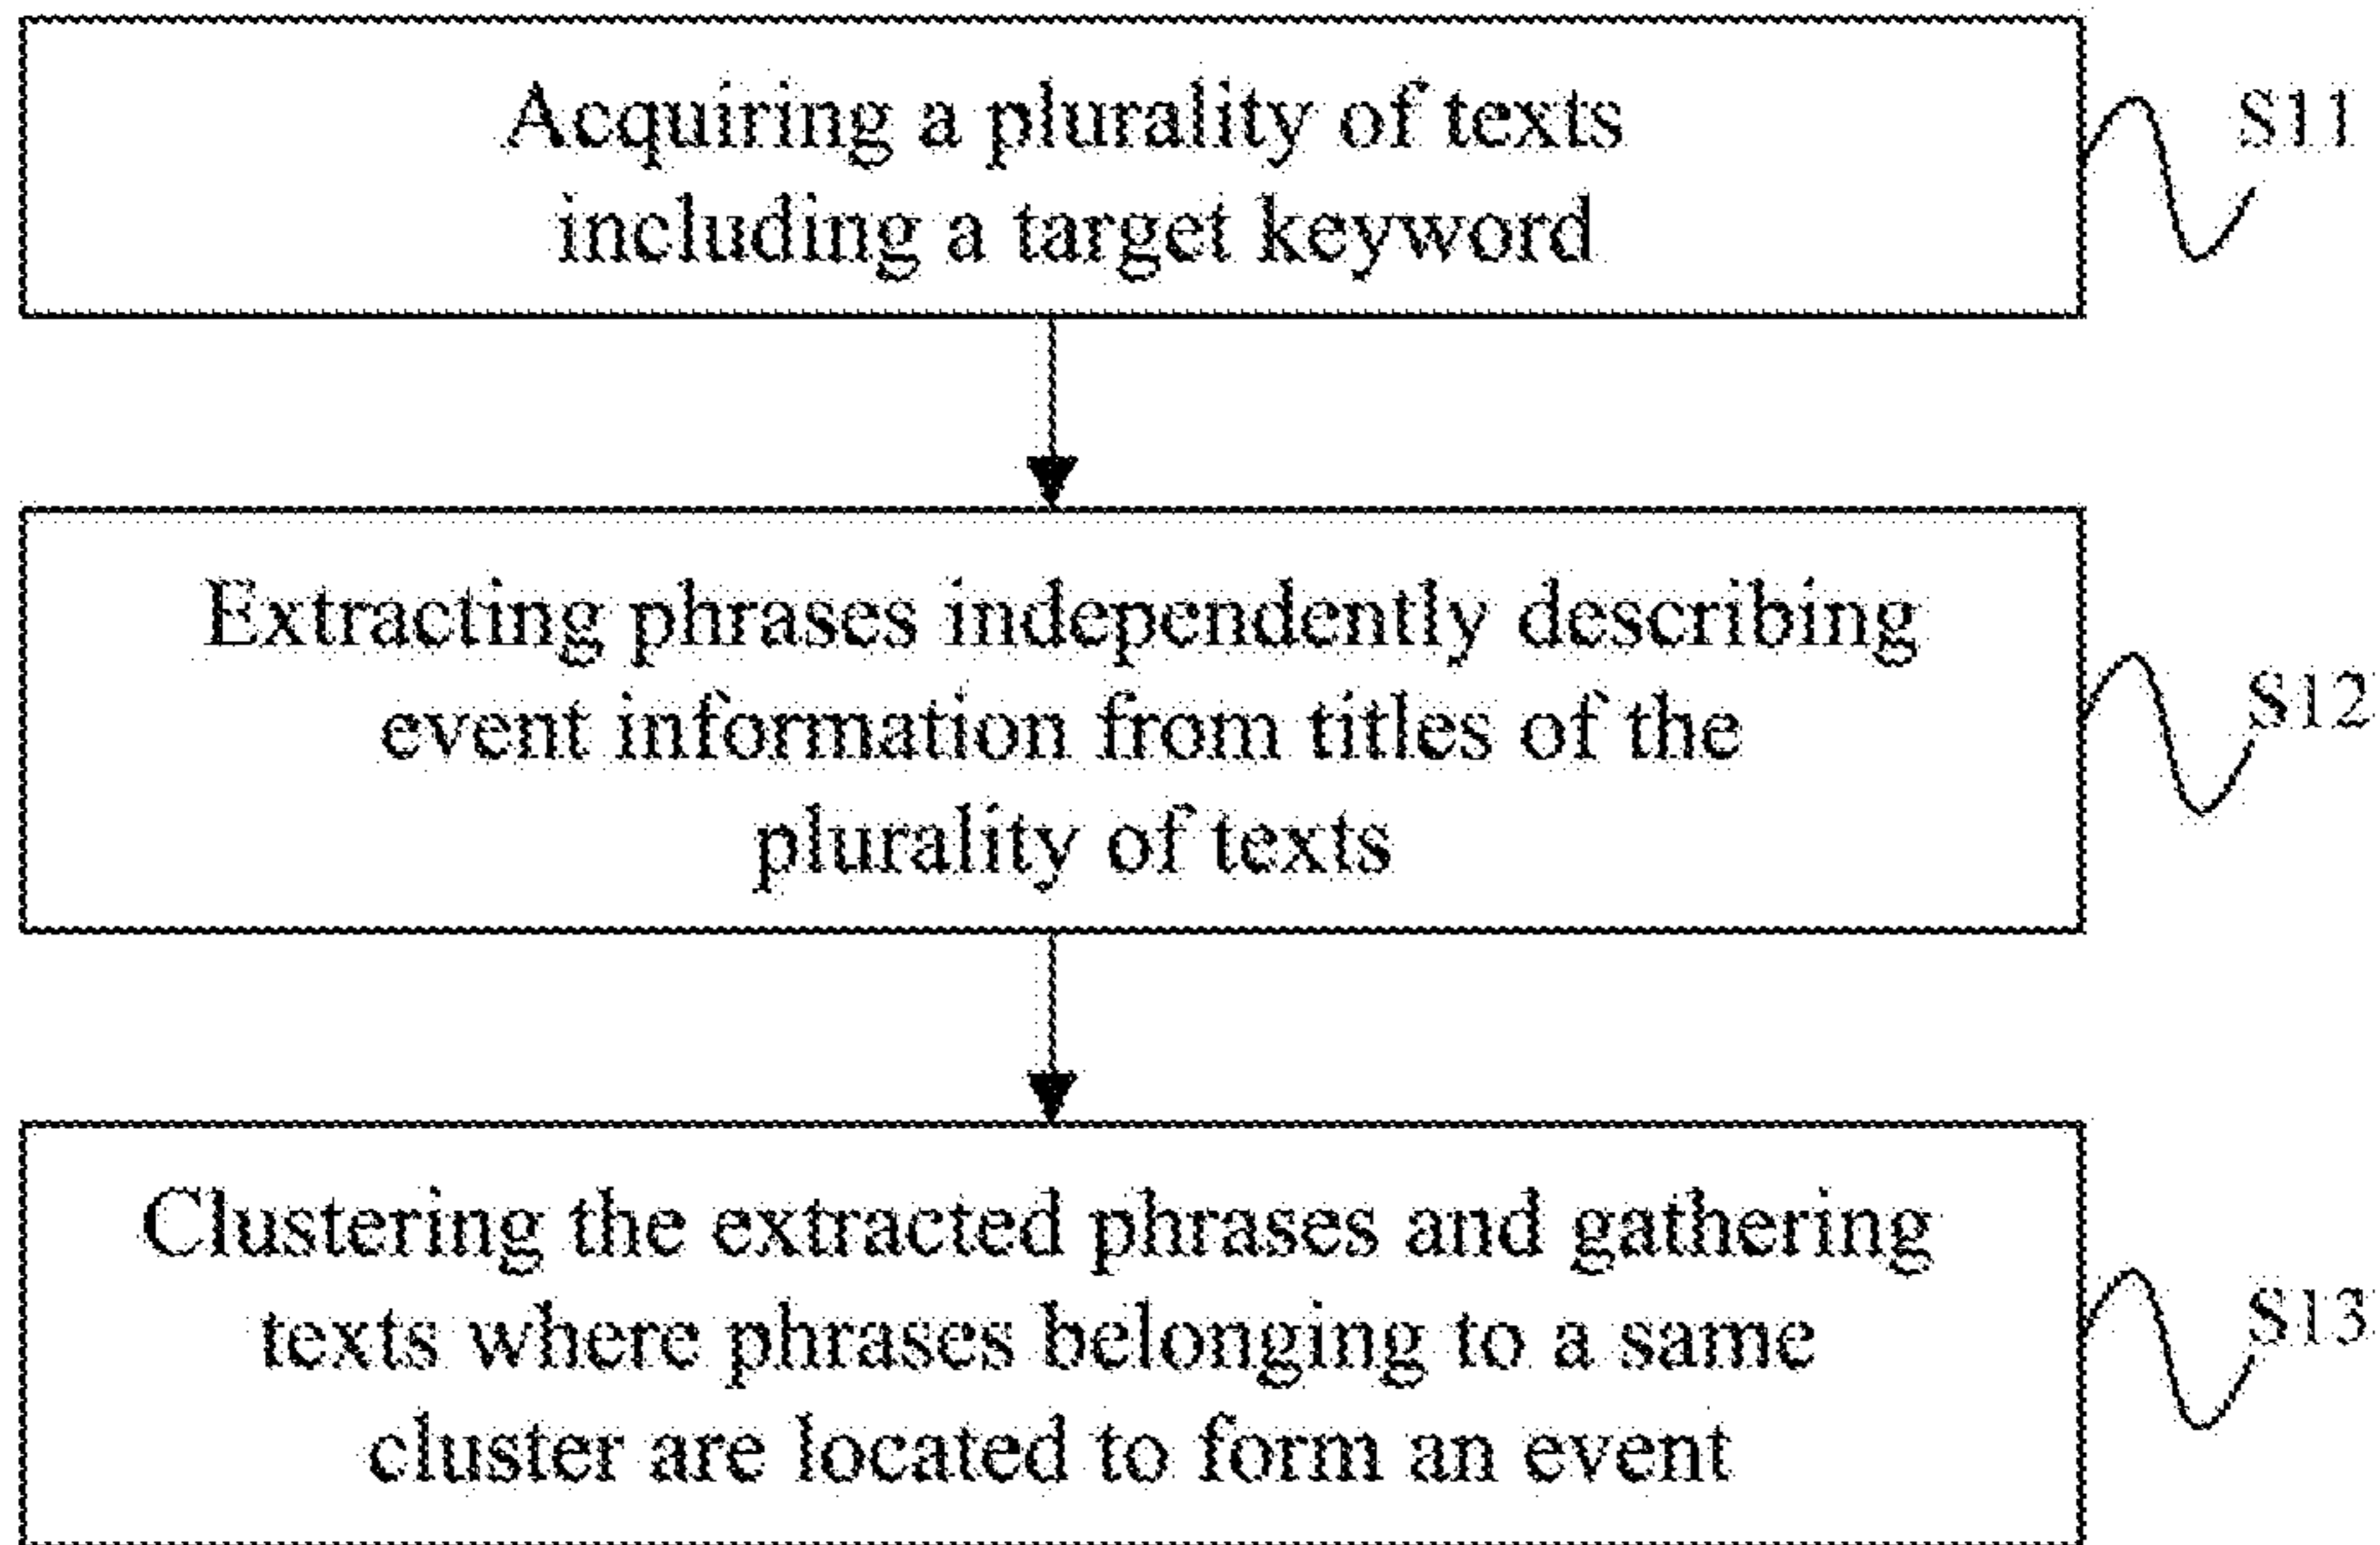 Acquiring a plurality of texts
including a target keyword
S11
Extracting phrases independently describing
event information from titles of the
plurality of texts
S12
Clustering the extracted phrases and gathering
texts where phrases belonging to a same
cluster are located to form an event
S13